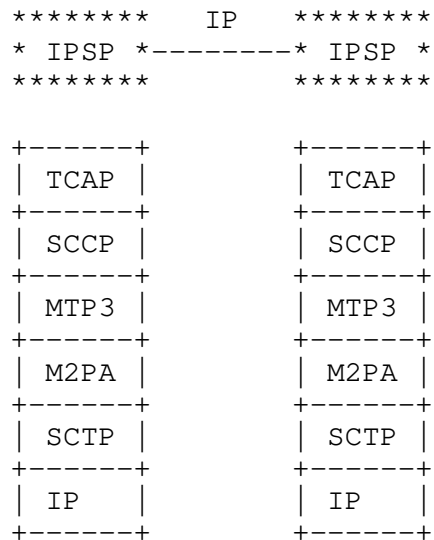 ********    IP    ********
* IPSP *---------* IPSP *
********          ********
+------+          +------+
| TCAP |          | TCAP |
+------+          +------+
| SCCP |          | SCCP |
+------+          +------+
| MTP3 |          | MTP3 |
+------+          +------+
| M2PA |          | M2PA |
+------+          +------+
| SCTP |          | SCTP |
+------+          +------+
| IP   |          | IP   |
+------+          +------+